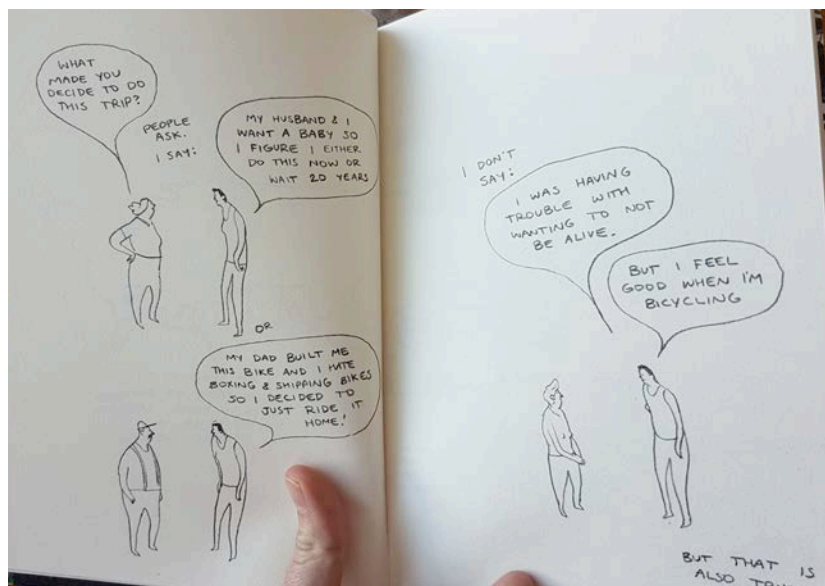 WHAT
MADE YOU
DECIDE TO DO
THIS TRIP?
PEOPLE
ASK.
I SAY:
MY HUSBAND & I
WANT A BABY SO
I FIGURE I EITHER
DO THIS NOW OR
WAIT 20 YEARS
OR
MY DAD BUILT ME
THIS BIKE AND I HATE
BOXING & SHIPPING BIKES
SO I DECIDED TO
JUST RIDE IT
HOME!
I DON'T
SAY:
I WAS HAVING
TROUBLE WITH
WANTING TO NOT
BE ALIVE.
BUT I FEEL
GOOD WHEN I'M
BICYCLING
BUT THAT IS
ALSO